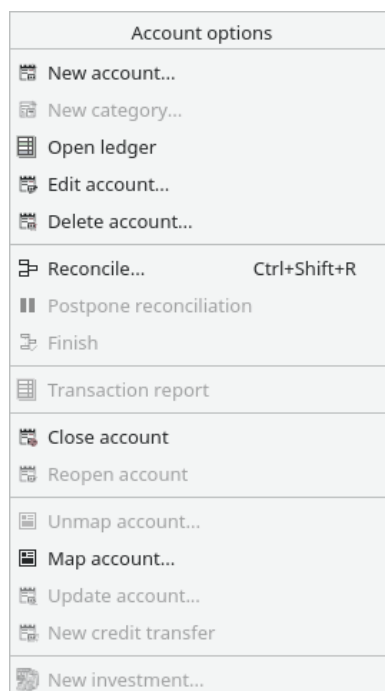 Account options
New account...
New category...
Open ledger
Edit account...
Delete account...
Reconcile... Ctrl+Shift+R
Postpone reconciliation
Finish
Transaction report
Close account
Reopen account
Unmap account...
Map account...
Update account...
New credit transfer
New investment...